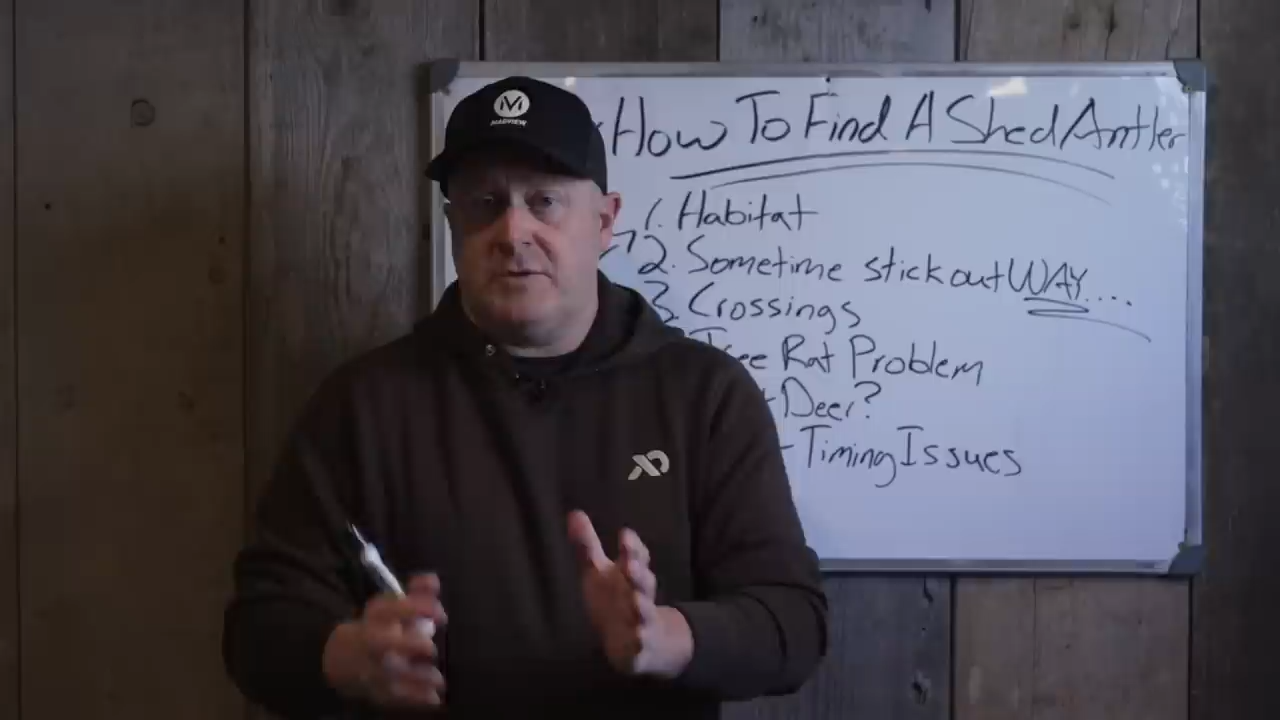 MADVIEW
How To Find A Shed Antler
1. Habitat
2. Sometime stick out WAY....
3. Crossings
Tree Rat Problem
Deer?
-Timing Issues